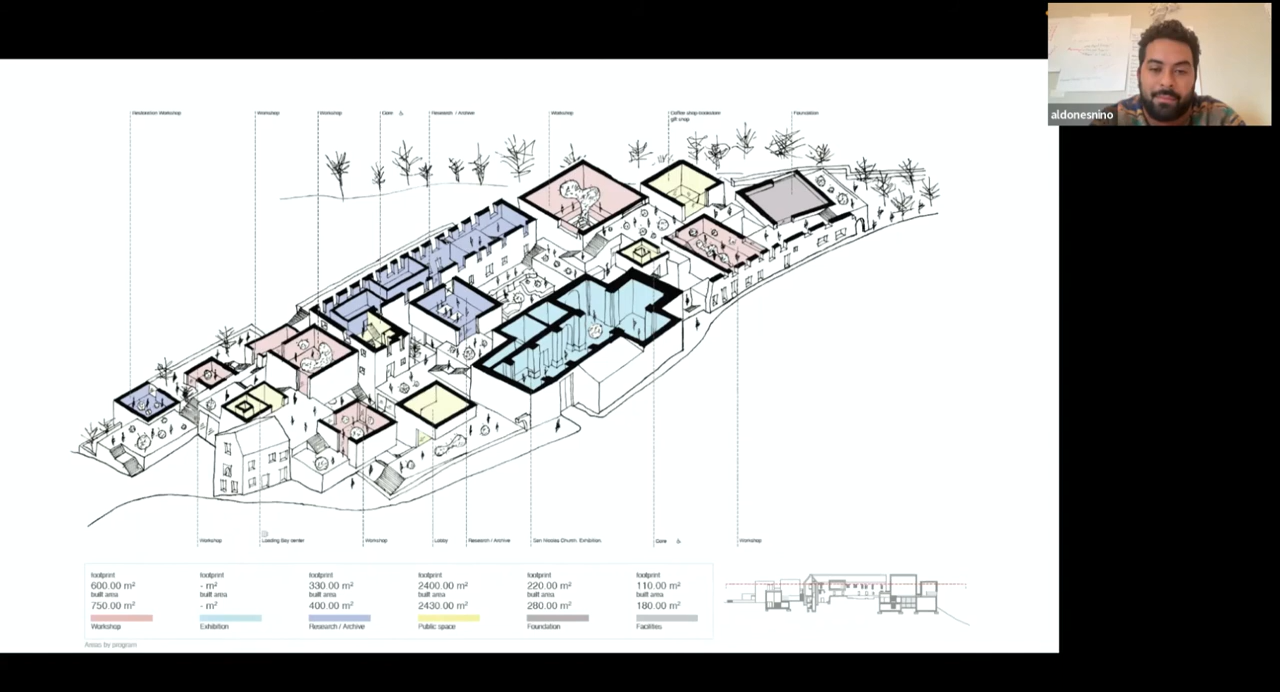 aldonesnino
Restoration Workshop
Workshop
Workshop
Core
Research / Archive
Workshop
Coffee shop-bookstore
gift shop
Foundation
Workshop
Loading Bay center
Workshop
Lobby
Research / Archive
Church Exhibition.
Core
Workshop
footprint
600.00 m²
built area
750.00 m²
Workshop
footprint
- m²
built area
- m²
Exhibition
footprint
330.00 m²
built area
400.00 m²
Research / Archive
footprint
2400.00 m²
built area
2430.00 m²
Public space
footprint
220.00 m²
built area
280.00 m²
Foundation
footprint
110.00 m²
built area
180.00 m²
Facilities
Areas by program